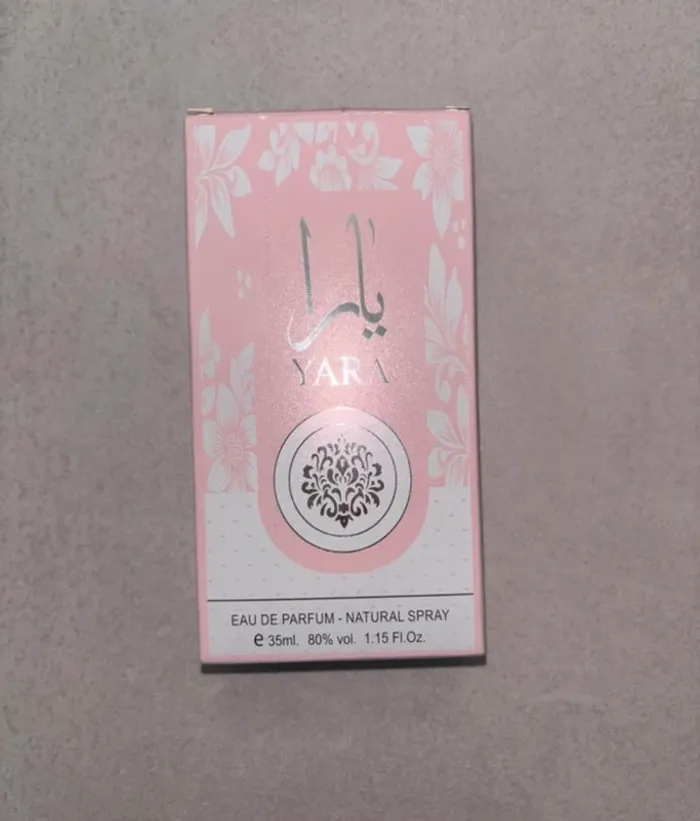 يارا
YARA
EAU DE PARFUM - NATURAL SPRAY
℮ 35ml. 80% vol. 1.15 Fl.Oz.